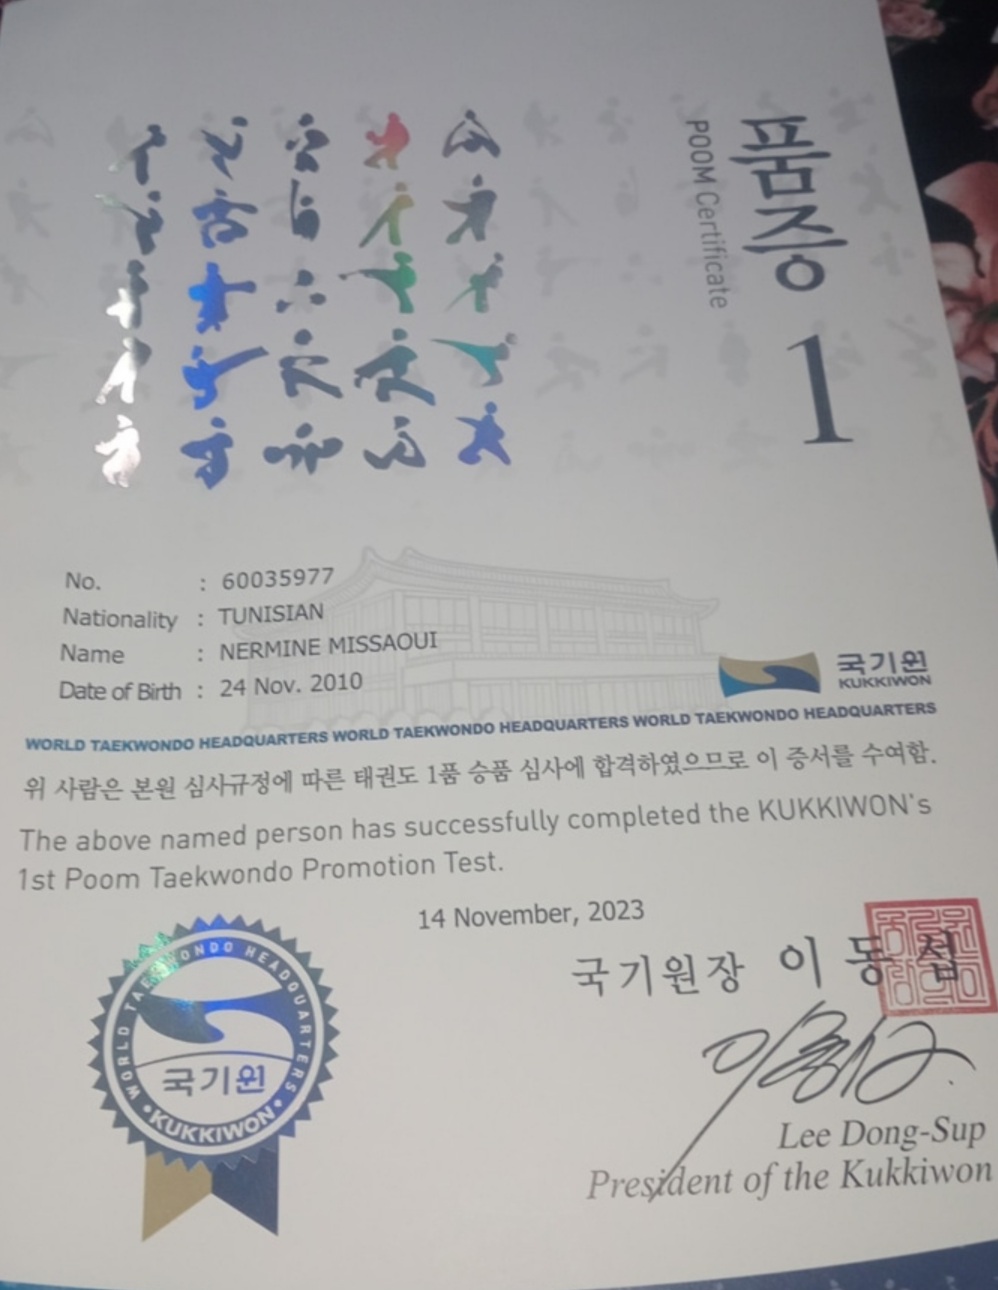 품증 1
POOM Certificate
No. : 60035977
Nationality : TUNISIAN
Name : NERMINE MISSAOUI
Date of Birth : 24 Nov. 2010
국기원
KUKKIWON
WORLD TAEKWONDO HEADQUARTERS WORLD TAEKWONDO HEADQUARTERS WORLD TAEKWONDO HEADQUARTERS
위 사람은 본원 심사규정에 따른 태권도 1품 승품 심사에 합격하였으므로 이 증서를 수여함.
The above named person has successfully completed the KUKKIWON's
1st Poom Taekwondo Promotion Test.
14 November, 2023
국기원장 이동섭
Lee Dong-Sup
President of the Kukkiwon
WORLD TAEKWONDO HEADQUARTERS
국기원
• KUKKIWON •